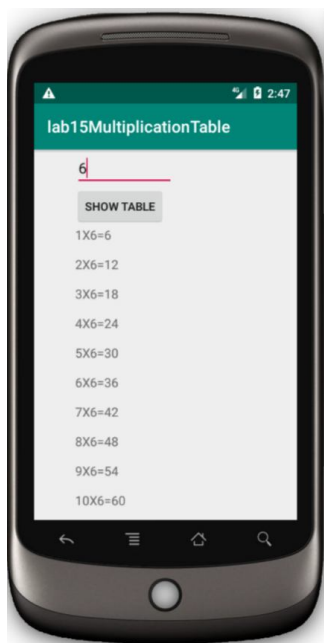 4G 2:47
lab15MultiplicationTable
6
SHOW TABLE
1X6=6
2X6=12
3X6=18
4X6=24
5X6=30
6X6=36
7X6=42
8X6=48
9X6=54
10X6=60